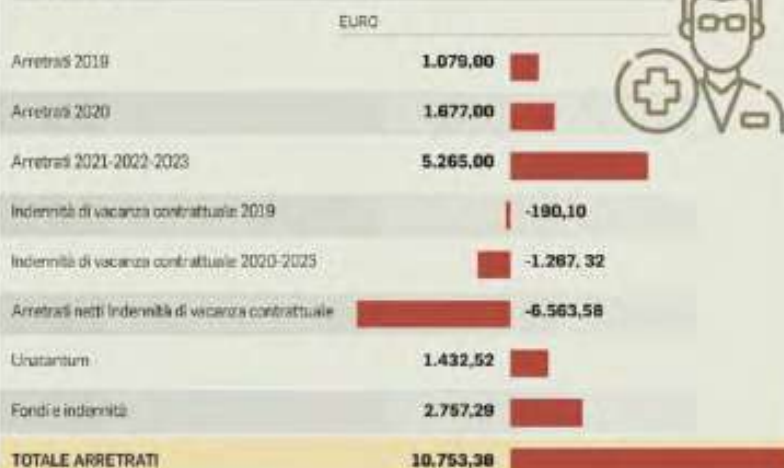 EURO
Arretrati 2019 1.079,00
Arretrati 2020 1.677,00
Arretrati 2021-2022-2023 5.265,00
Indennità di vacanza contrattuale 2019 -190,10
Indennità di vacanza contrattuale 2020-2023 -1.267, 32
Arretrati netti Indennità di vacanza contrattuale -6.563,58
Unatantum 1.432,52
Fondi e indennità 2.757,29
TOTALE ARRETRATI 10.753,38